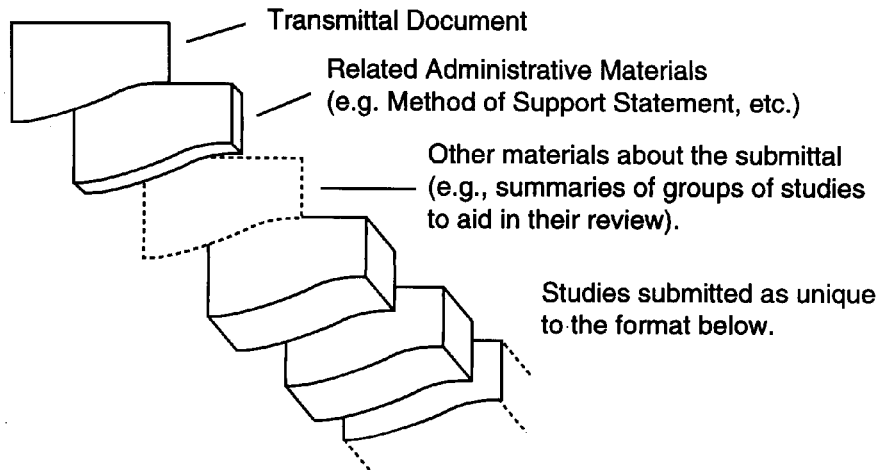 Transmittal Document
Related Administrative Materials
(e.g. Method of Support Statement, etc.)
Other materials about the submittal
(e.g., summaries of groups of studies
to aid in their review).
Studies submitted as unique
to the format below.